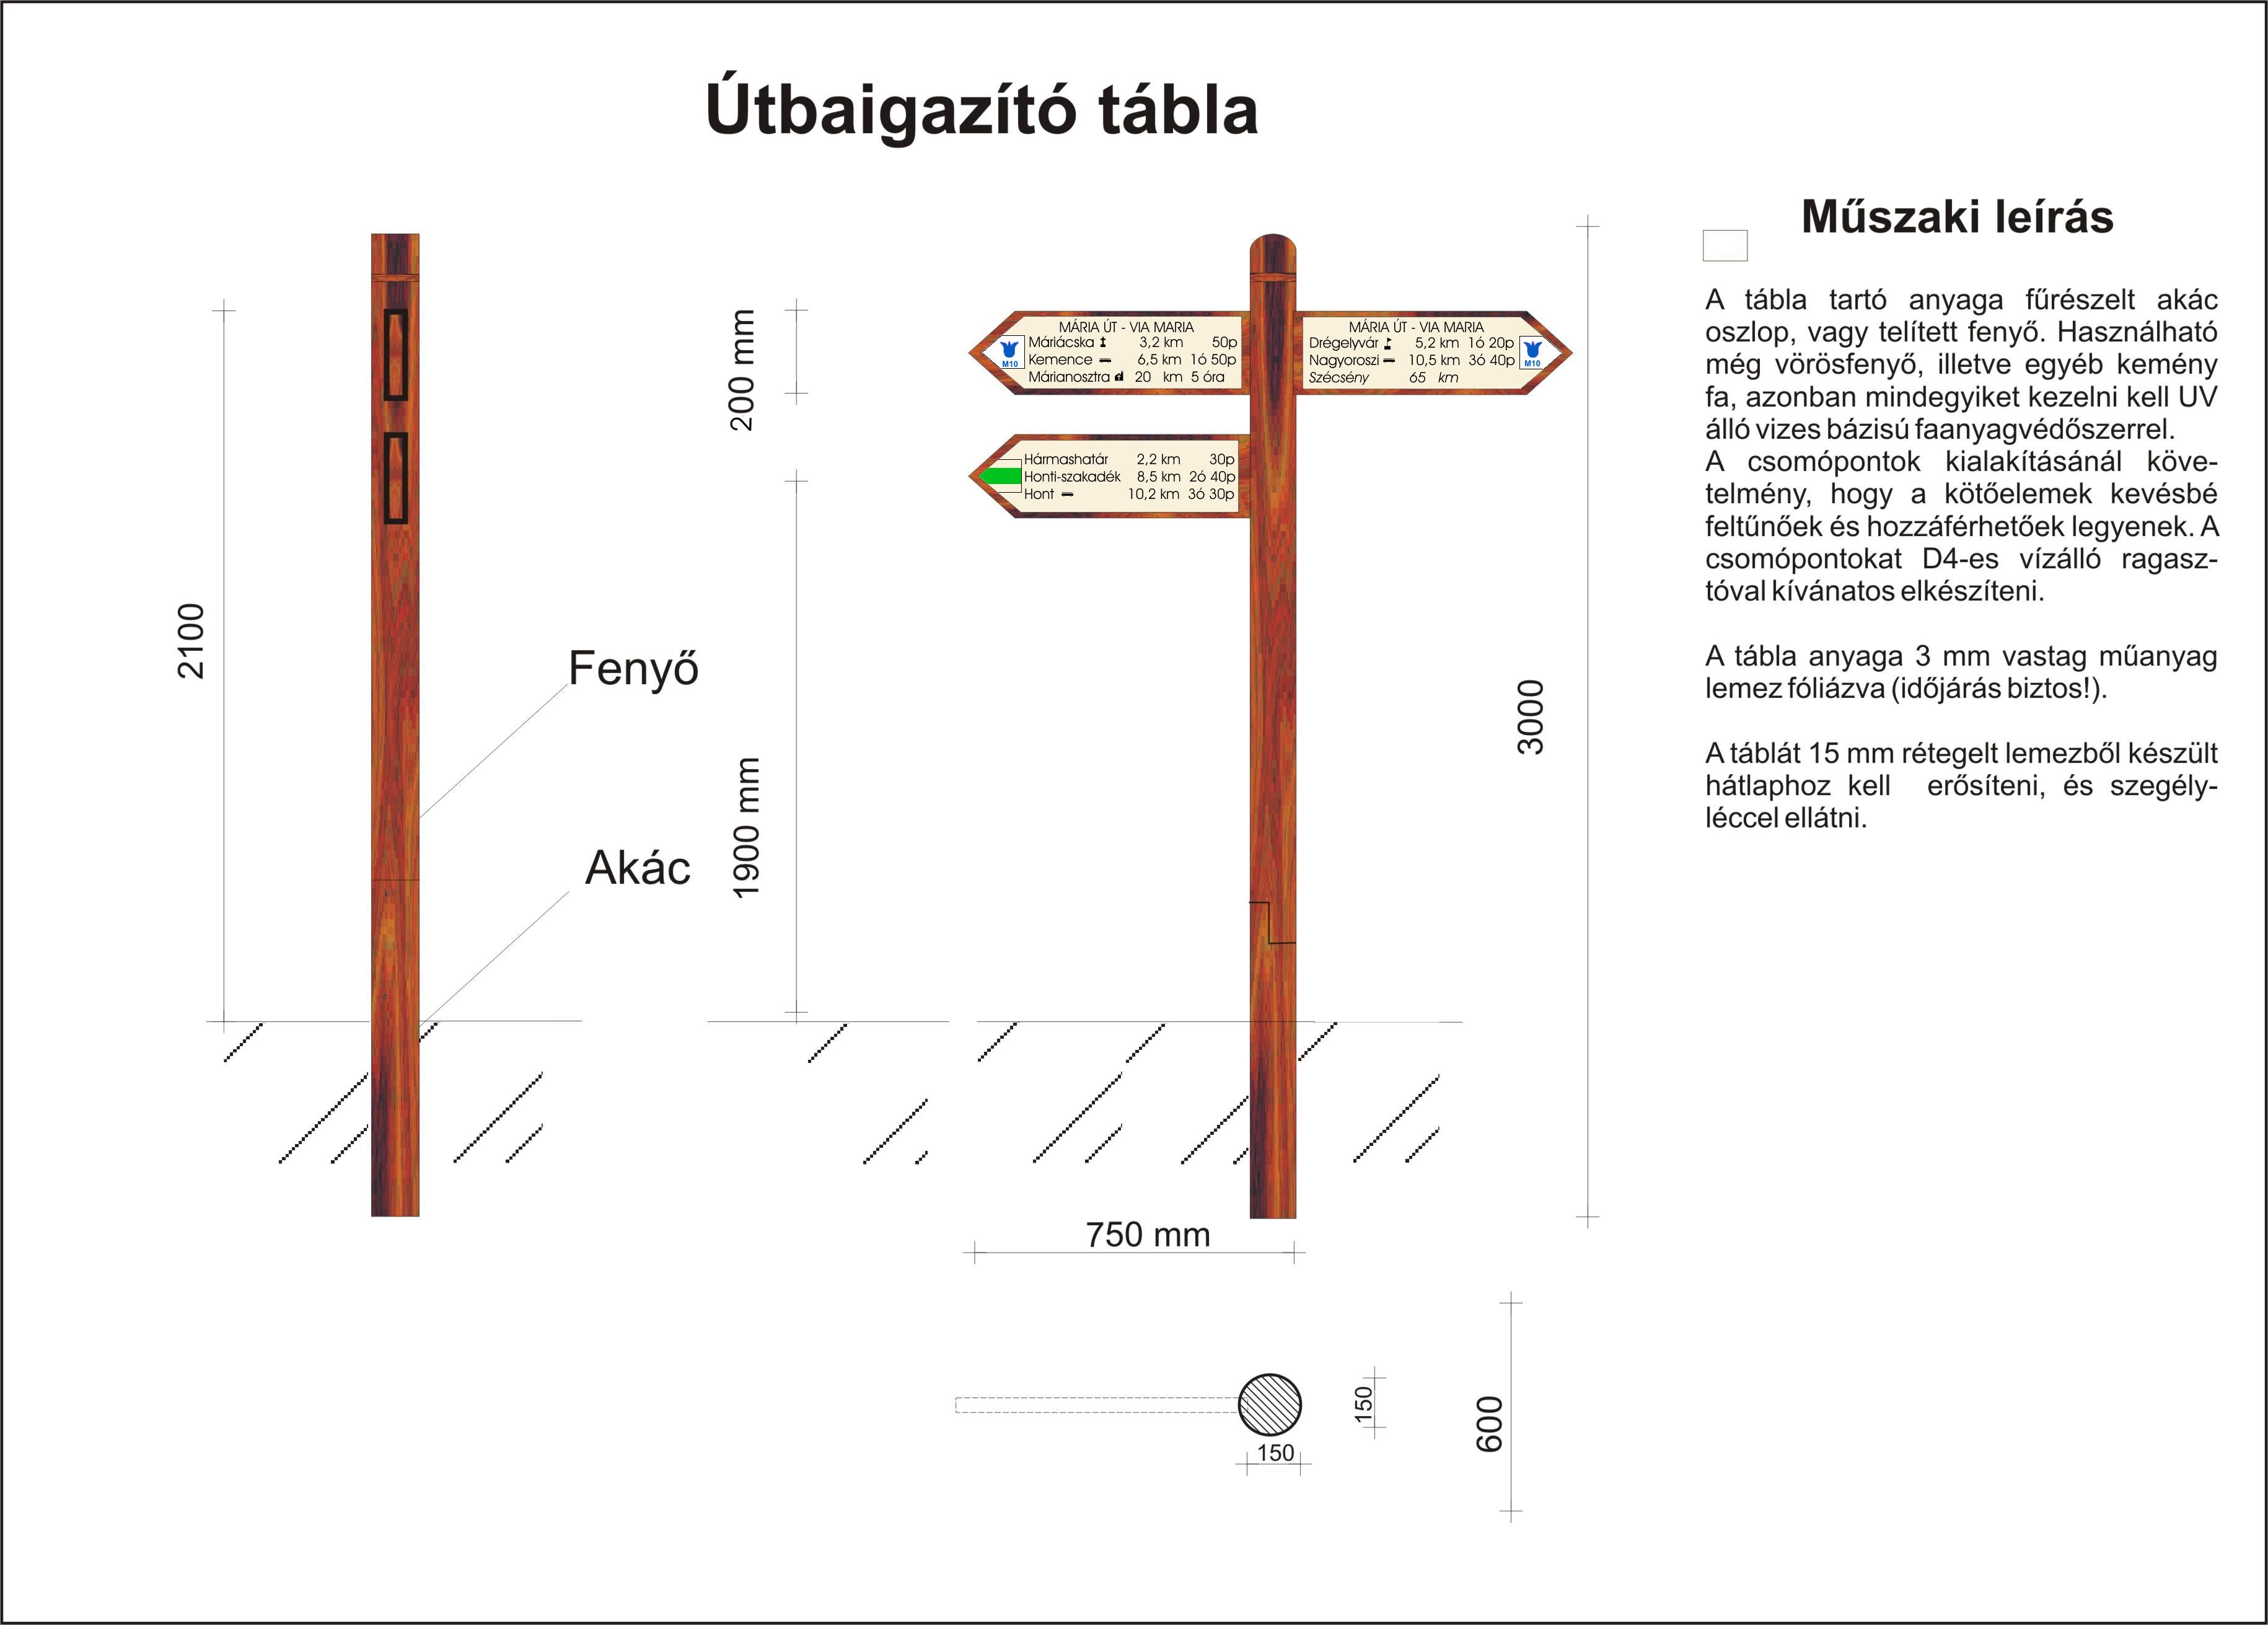 Útbaigazító tábla
Műszaki leírás
A tábla tartó anyaga fűrészelt akác
oszlop, vagy telített fenyő. Használható
még vörösfenyő, illetve egyéb kemény
fa, azonban mindegyiket kezelni kell UV
álló vizes bázisú faanyagvédőszerrel.
A csomópontok kialakításánál köve-
telmény, hogy a kötőelemek kevésbé
feltűnőek és hozzáférhetőek legyenek. A
csomópontokat D4-es vízálló ragasz-
tóval kívánatos elkészíteni.
A tábla anyaga 3 mm vastag műanyag
lemez fóliázva (időjárás biztos!).
A táblát 15 mm rétegelt lemezből készült
hátlaphoz kell erősíteni, és szegély-
léccel ellátni.
2100
Fenyő
Akác
200 mm
1900 mm
MÁRIA ÚT - VIA MARIA
Máriácska 3,2 km 50p
Kemence 6,5 km 1ó 50p
Márianosztra 20 km 5 óra
M10
MÁRIA ÚT - VIA MARIA
Drégelyvár 5,2 km 1ó 20p
Nagyoroszi 10,5 km 3ó 40p
Szécsény 65 km
M10
Hármashatár 2,2 km 30p
Honti-szakadék 8,5 km 2ó 40p
Hont 10,2 km 3ó 30p
3000
750 mm
150
150
600